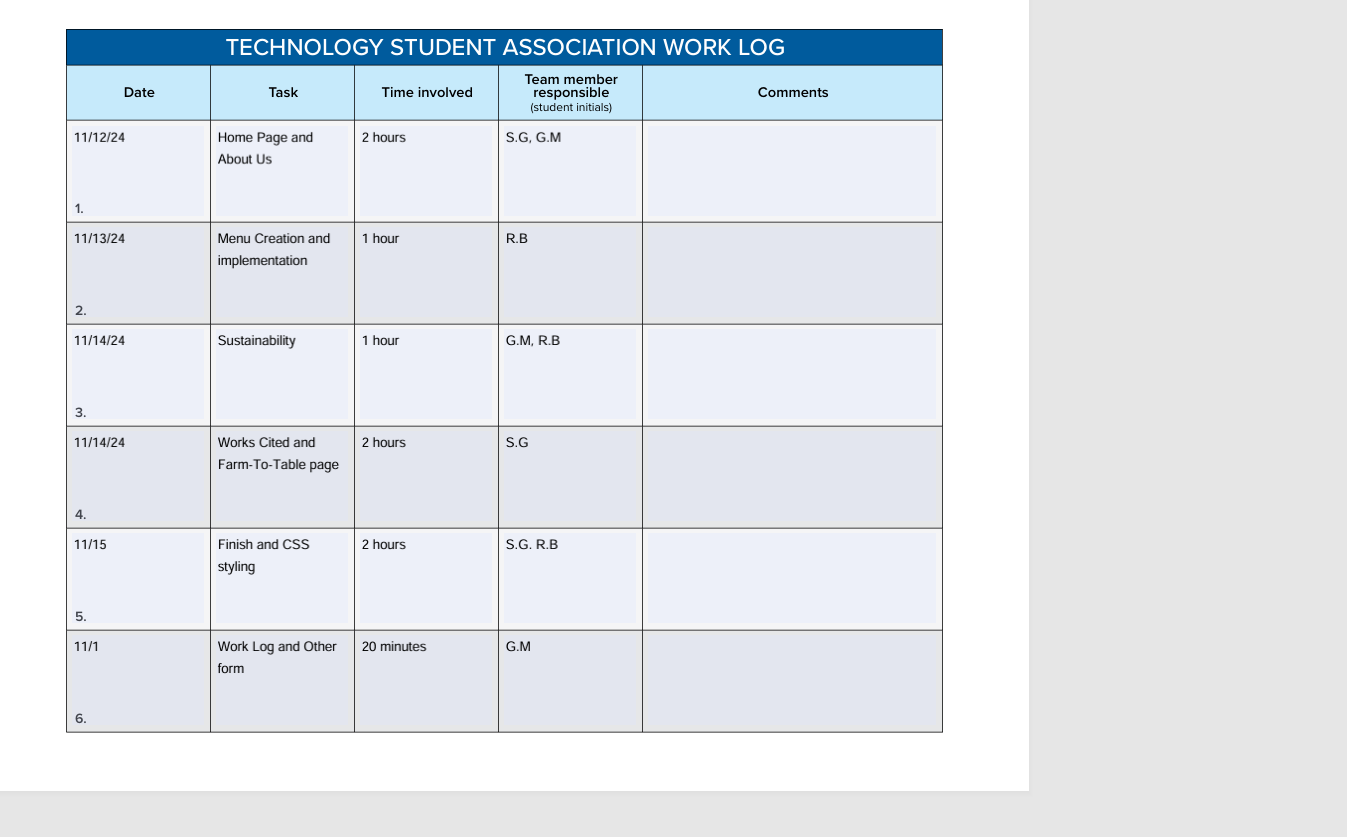 TECHNOLOGY STUDENT ASSOCIATION WORK LOG
Date
Task
Time involved
Team member
responsible
(student initials)
Comments
11/12/24
Home Page and
About Us
2 hours
S.G, G.M
1.
11/13/24
Menu Creation and
implementation
1 hour
R.B
2.
11/14/24
Sustainability
1 hour
G.M, R.B
3.
11/14/24
Works Cited and
Farm-To-Table page
2 hours
S.G
4.
11/15
Finish and CSS
styling
2 hours
S.G. R.B
5.
11/1
Work Log and Other
form
20 minutes
G.M
6.